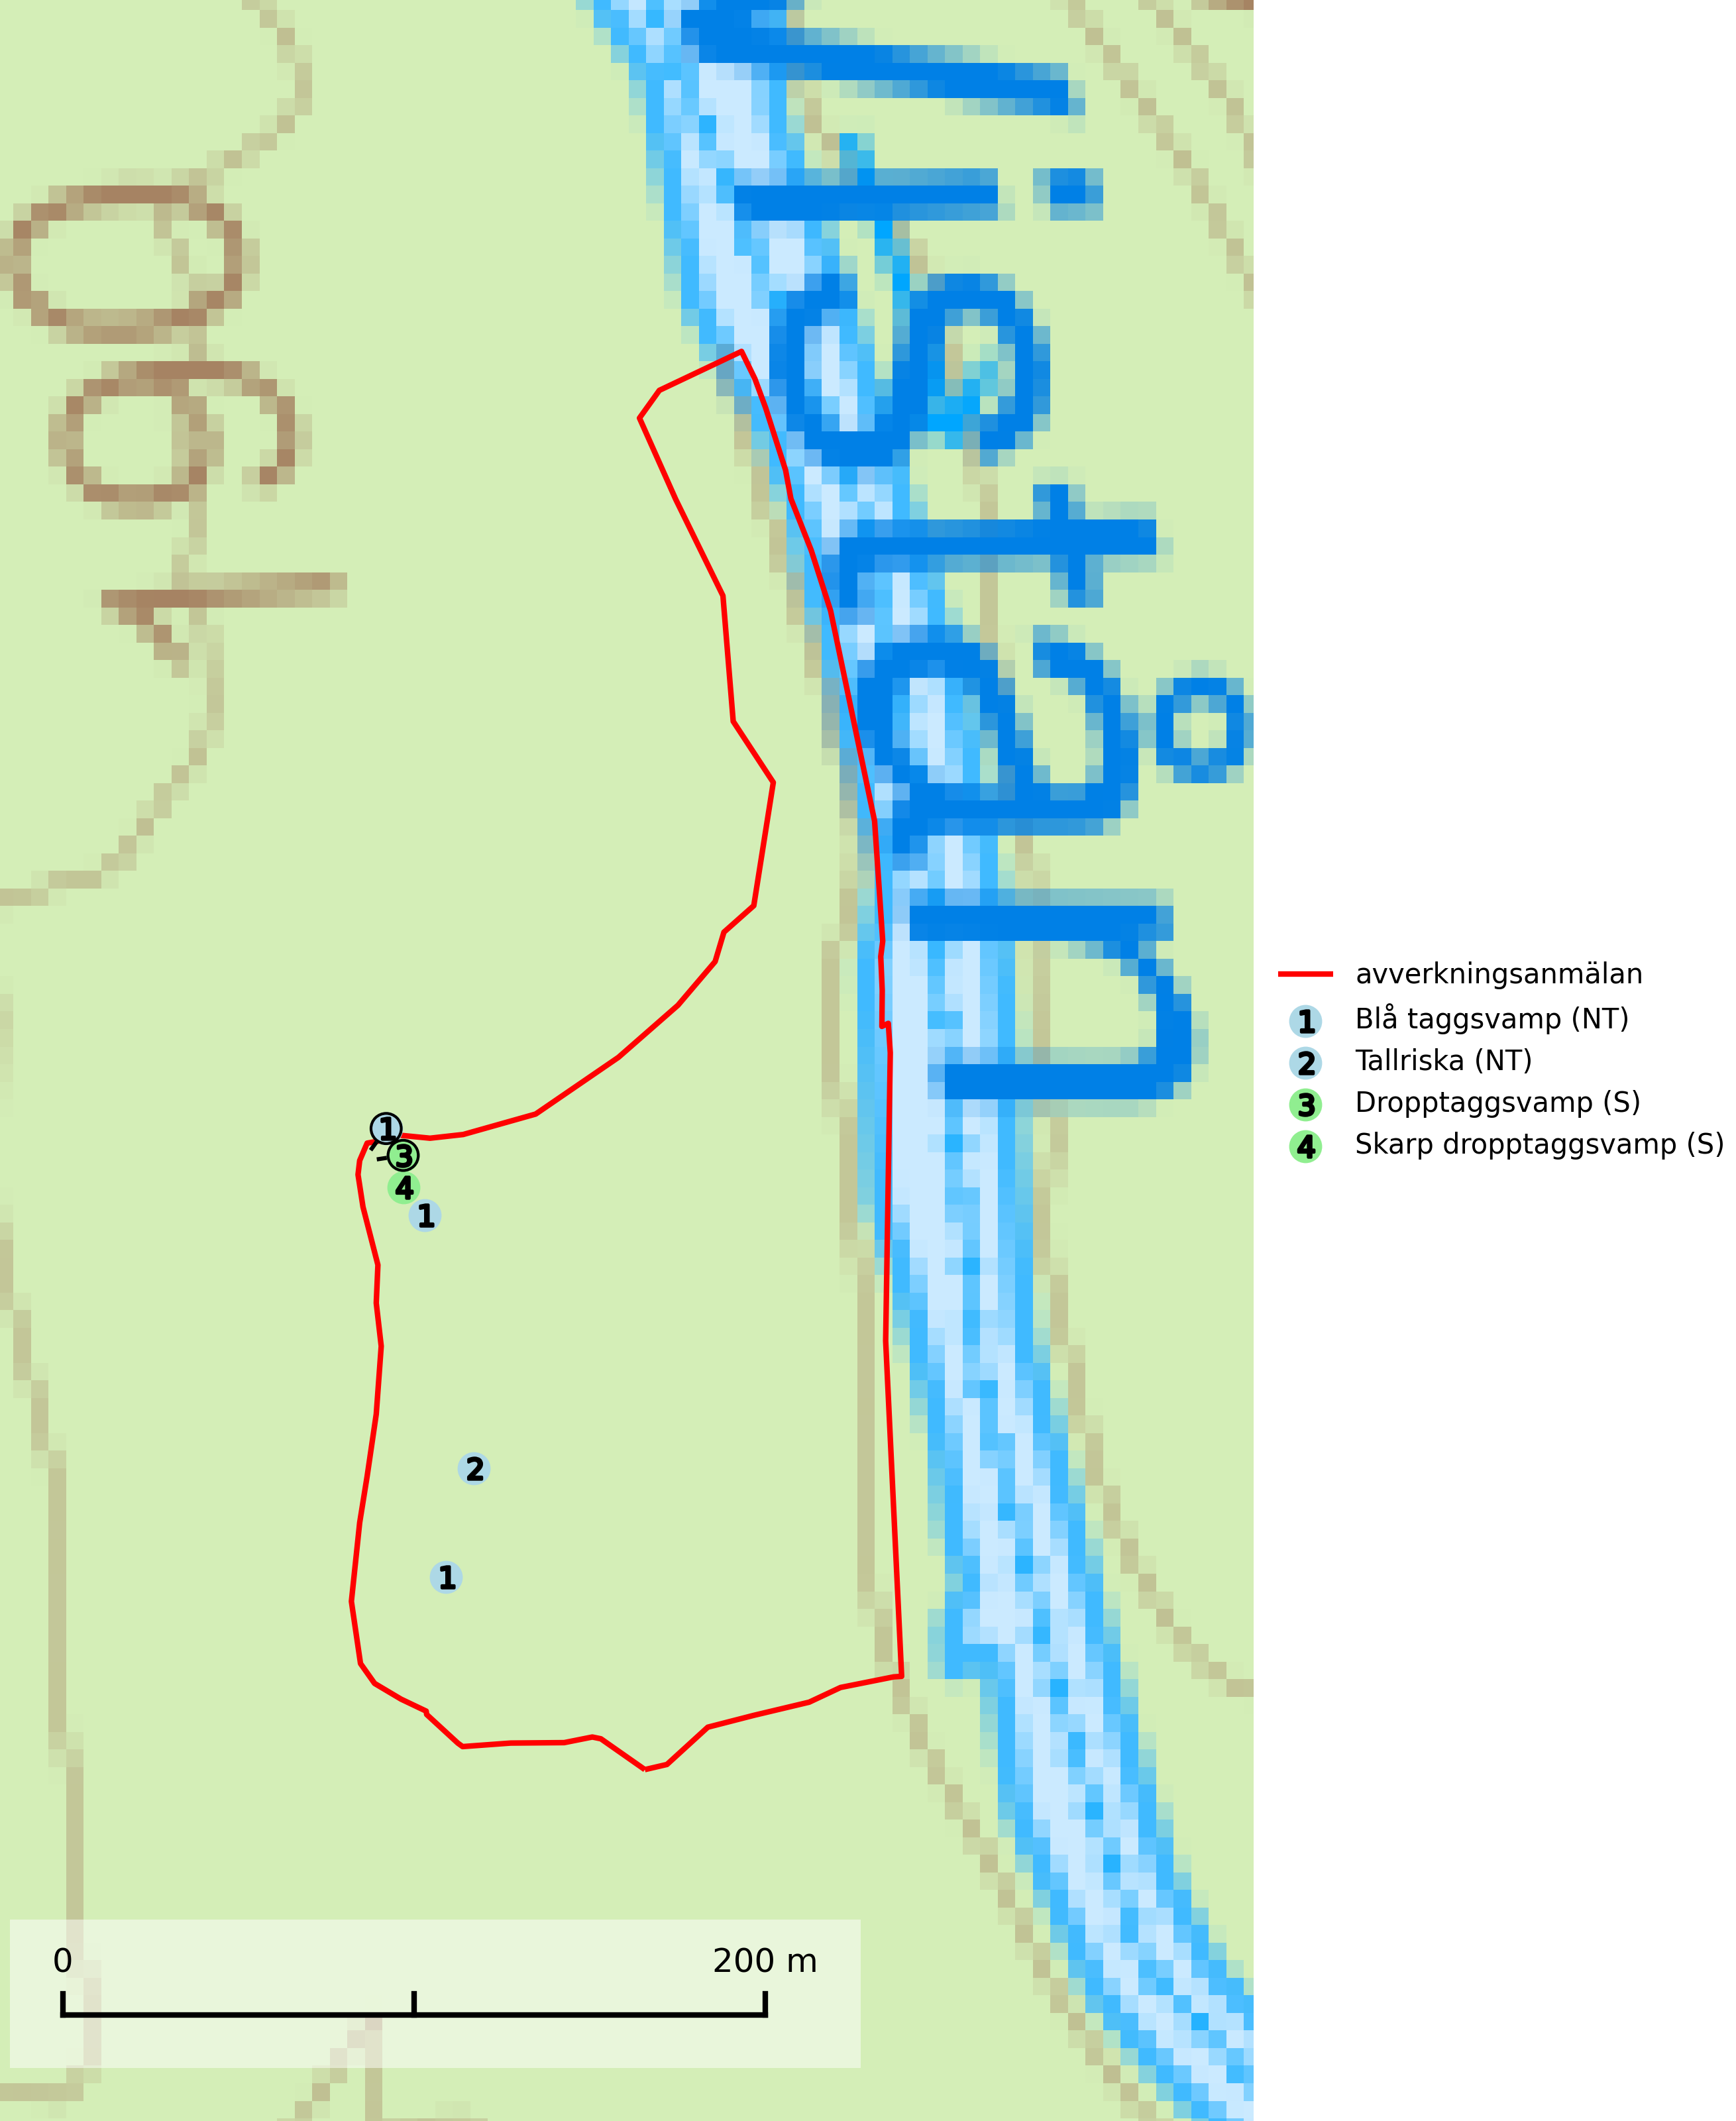 190
avverkningsanmälan
1 Blå taggsvamp (NT)
2 Tallriska (NT)
3 Dropptaggsvamp (S)
4 Skarp dropptaggsvamp (S)
1
3
4
1
2
1
0 200 m